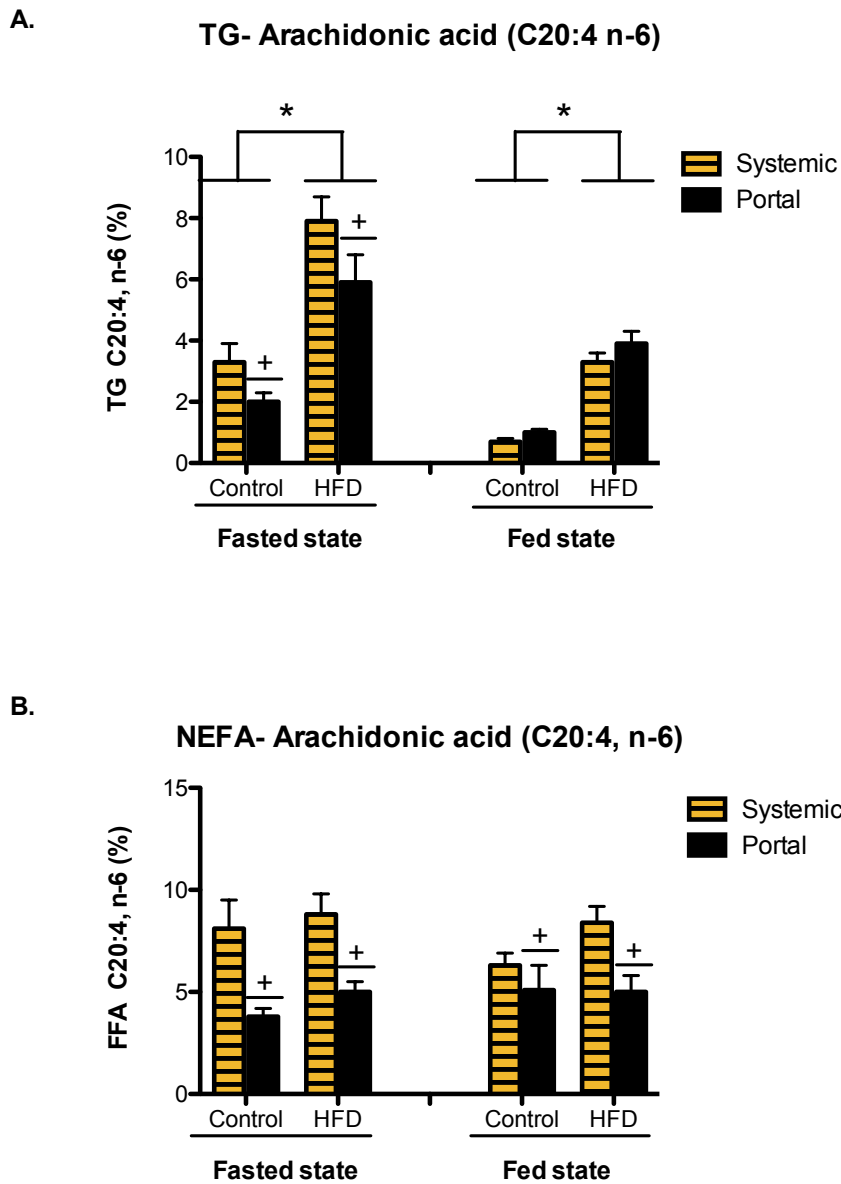 A.
TG- Arachidonic acid (C20:4 n-6)
*
*
Systemic
Portal
TG C20:4, n-6 (%)
10
8
6
4
2
0
+
+
Control
HFD
Control
HFD
Fasted state
Fed state
B.
NEFA- Arachidonic acid (C20:4, n-6)
Systemic
Portal
FFA C20:4, n-6 (%)
15
10
5
0
+
+
+
+
Control
HFD
Control
HFD
Fasted state
Fed state